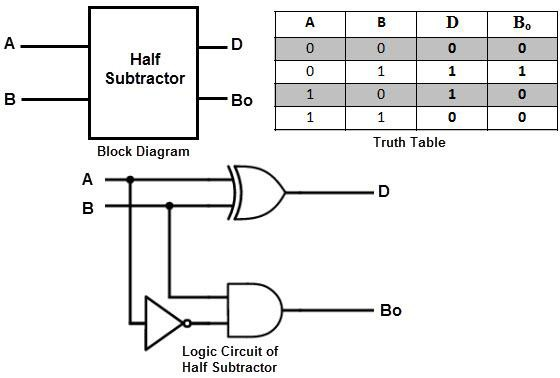 A
B
Half
Subtractor
D
Bo
Block Diagram
A B D Bₒ
0 0 0 0
0 1 1 1
1 0 1 0
1 1 0 0
Truth Table
A
B
D
Bo
Logic Circuit of
Half Subtractor